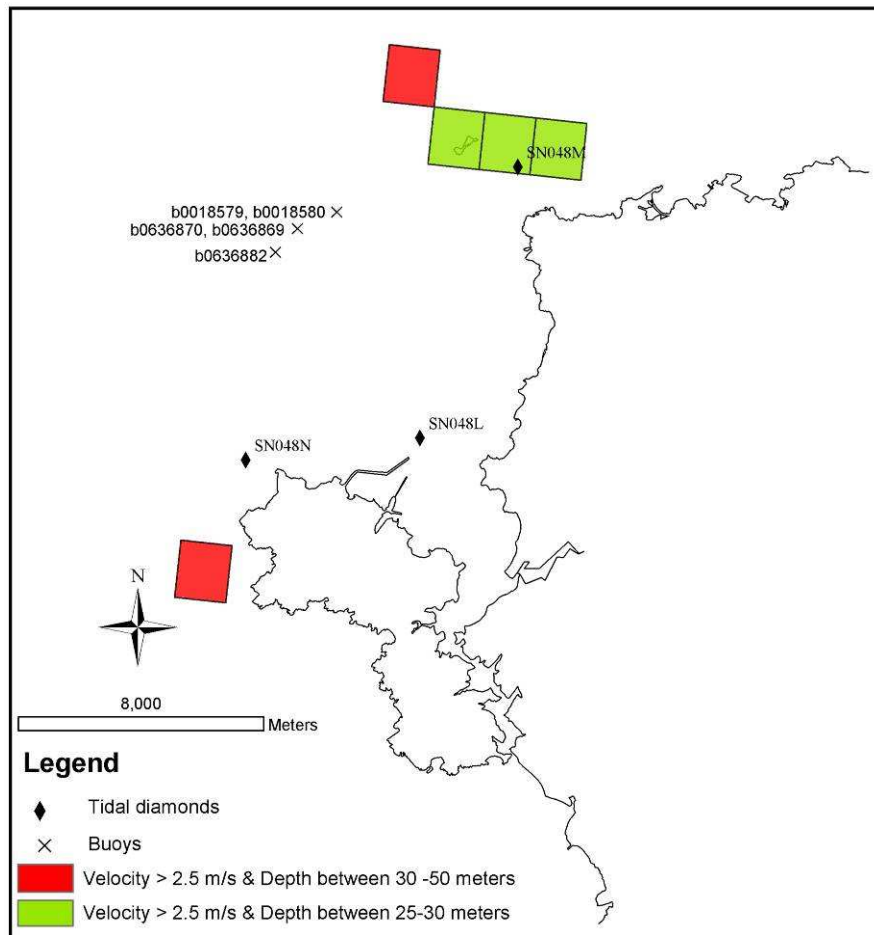 SN048M
b0018579, b0018580
b0636870, b0636869
b0636882
SN048L
SN048N
N
8,000
Meters
Legend
Tidal diamonds
Buoys
Velocity > 2.5 m/s & Depth between 30 -50 meters
Velocity > 2.5 m/s & Depth between 25-30 meters